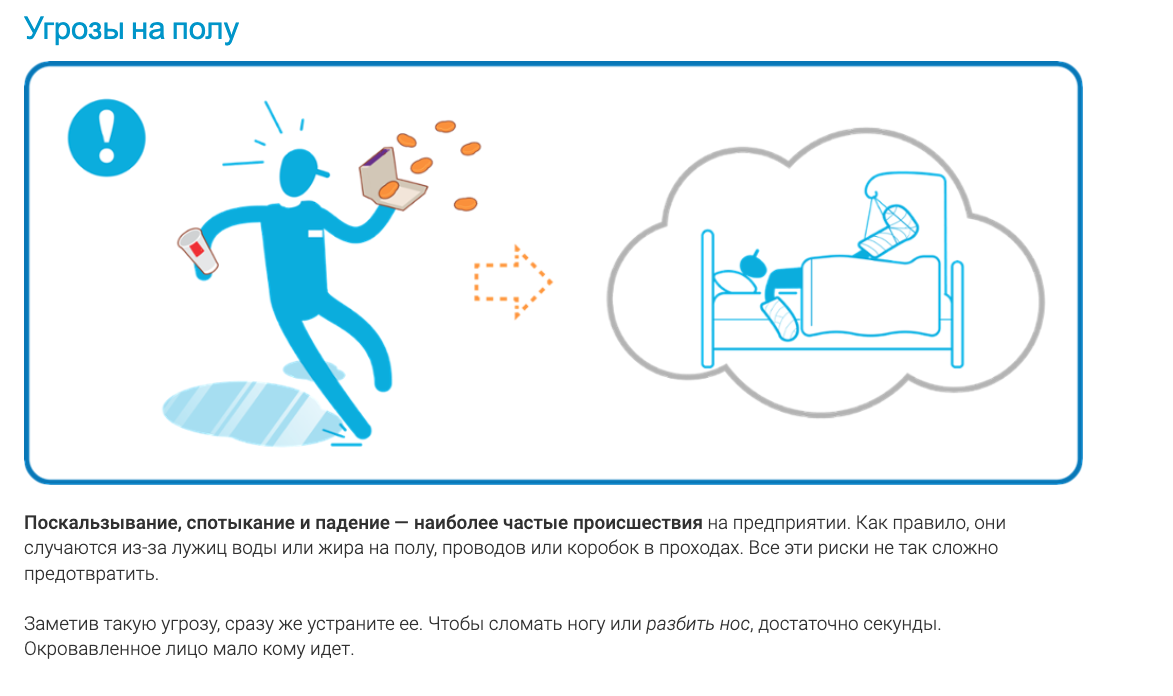 Угрозы на полу
Поскальзывание, спотыкание и падение — наиболее частые происшествия на предприятии. Как правило, они
случаются из-за лужиц воды или жира на полу, проводов или коробок в проходах. Все эти риски не так сложно
предотвратить.
Заметив такую угрозу, сразу же устраните ее. Чтобы сломать ногу или разбить нос, достаточно секунды.
Окровавленное лицо мало кому идет.